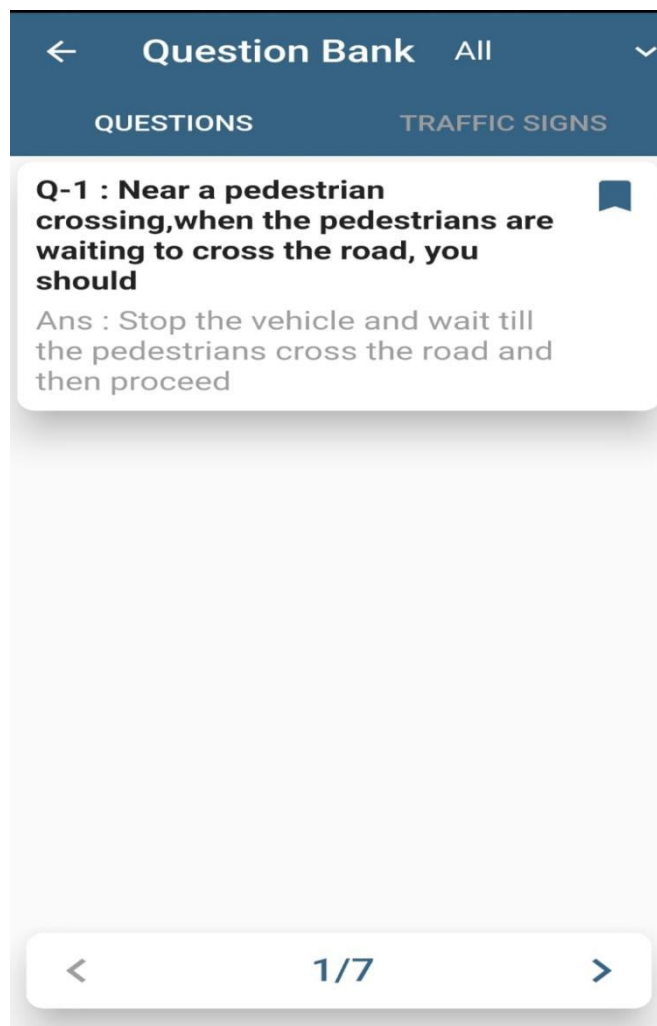 Question Bank All
QUESTIONS TRAFFIC SIGNS
Q-1 : Near a pedestrian
crossing,when the pedestrians are
waiting to cross the road, you
should
Ans : Stop the vehicle and wait till
the pedestrians cross the road and
then proceed
1/7